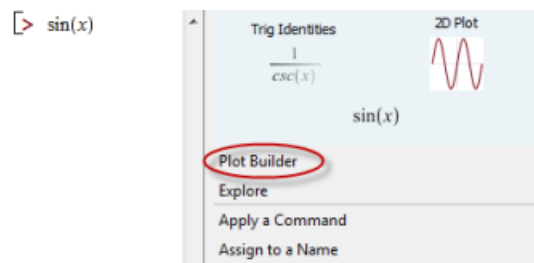 > sin(x)
Trig Identities
2D Plot
1
csc(x)
sin(x)
Plot Builder
Explore
Apply a Command
Assign to a Name